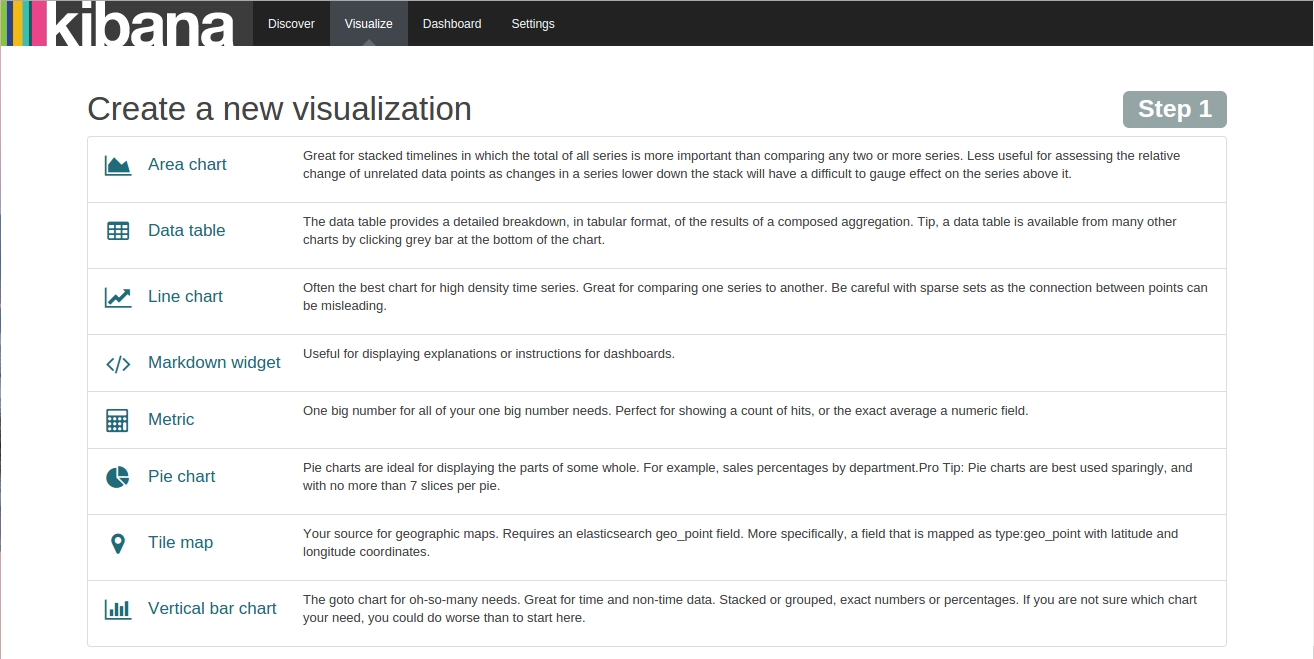 kibana
Discover
Visualize
Dashboard
Settings
Create a new visualization
Step 1
Area chart
Great for stacked timelines in which the total of all series is more important than comparing any two or more series. Less useful for assessing the relative
change of unrelated data points as changes in a series lower down the stack will have a difficult to gauge effect on the series above it.
Data table
The data table provides a detailed breakdown, in tabular format, of the results of a composed aggregation. Tip, a data table is available from many other
charts by clicking grey bar at the bottom of the chart.
Line chart
Often the best chart for high density time series. Great for comparing one series to another. Be careful with sparse sets as the connection between points can
be misleading.
Markdown widget
Useful for displaying explanations or instructions for dashboards.
Metric
One big number for all of your one big number needs. Perfect for showing a count of hits, or the exact average a numeric field.
Pie chart
Pie charts are ideal for displaying the parts of some whole. For example, sales percentages by department.Pro Tip: Pie charts are best used sparingly, and
with no more than 7 slices per pie.
Tile map
Your source for geographic maps. Requires an elasticsearch geo_point field. More specifically, a field that is mapped as type:geo_point with latitude and
longitude coordinates.
Vertical bar chart
The goto chart for oh-so-many needs. Great for time and non-time data. Stacked or grouped, exact numbers or percentages. If you are not sure which chart
your need, you could do worse than to start here.